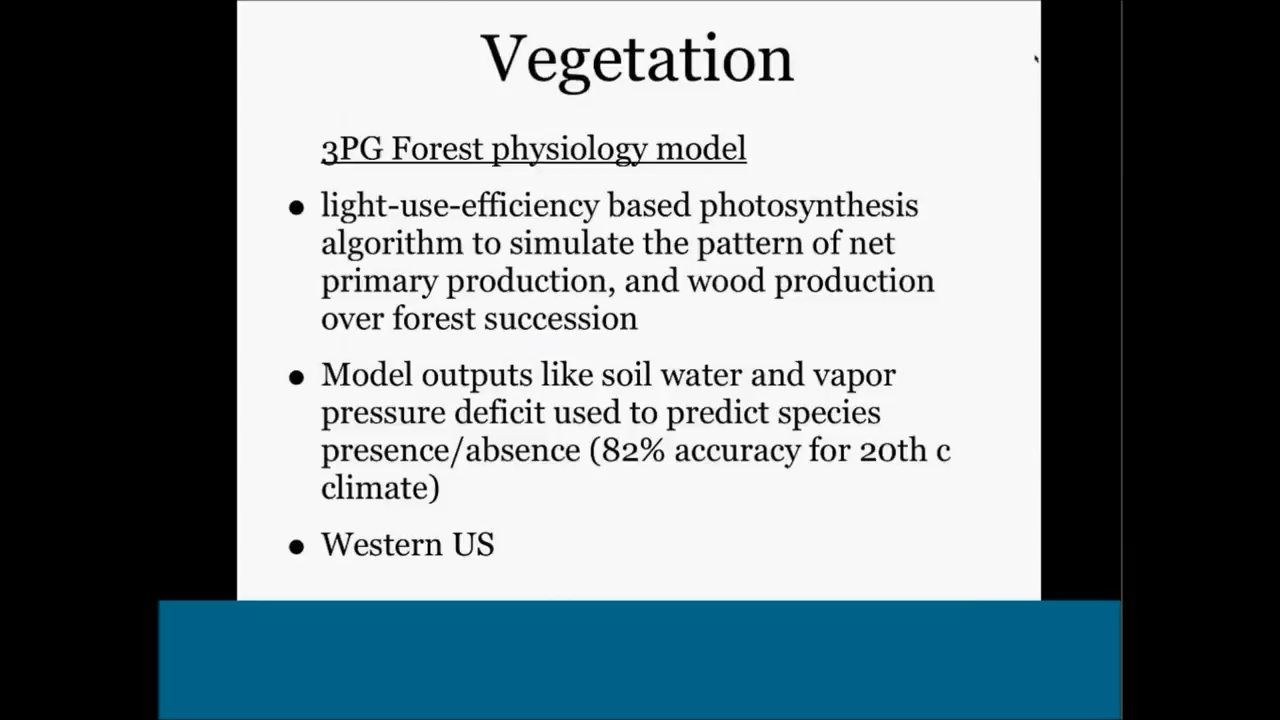 Vegetation
3PG Forest physiology model
● light-use-efficiency based photosynthesis
algorithm to simulate the pattern of net
primary production, and wood production
over forest succession
● Model outputs like soil water and vapor
pressure deficit used to predict species
presence/absence (82% accuracy for 20th c
climate)
● Western US